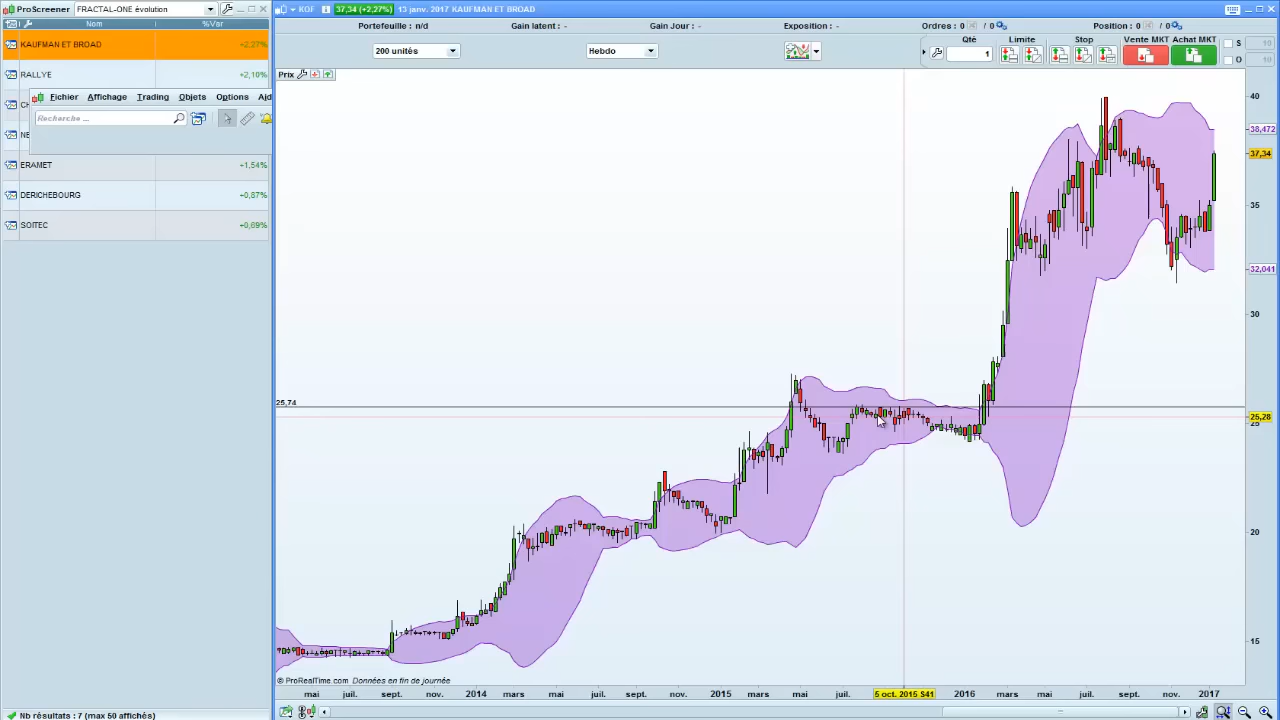 ProScreener FRACTAL-ONE évolution
Nom %Var
KAUFMAN ET BROAD +2,27%
RALLYE +2,10%
Fichier Affichage Trading Objets Options Aid
Recherche ...
ERAMET +1,54%
DERICHEBOURG +0,87%
SOITEC +0,69%
Nb résultats : 7 (max 50 affichés)
KOF 37,34 (+2,27%) 13 janv. 2017 KAUFMAN ET BROAD
Portefeuille : n/d Gain latent : - Gain Jour : - Exposition : - Ordres : 0 / 0 Position : 0 / 0
200 unités Hebdo
Qté Limite Stop Vente MKT Achat MKT
1
S 10
O 10
Prix
40
38,472
37,34
35
32,041
30
25,74
25,28
25
20
15
© ProRealTime.com Données en fin de journée
mai juil. sept. nov. 2014 mars mai juil. sept. nov. 2015 mars mai juil. 5 oct. 2015 S41 2016 mars mai juil. sept. nov. 2017